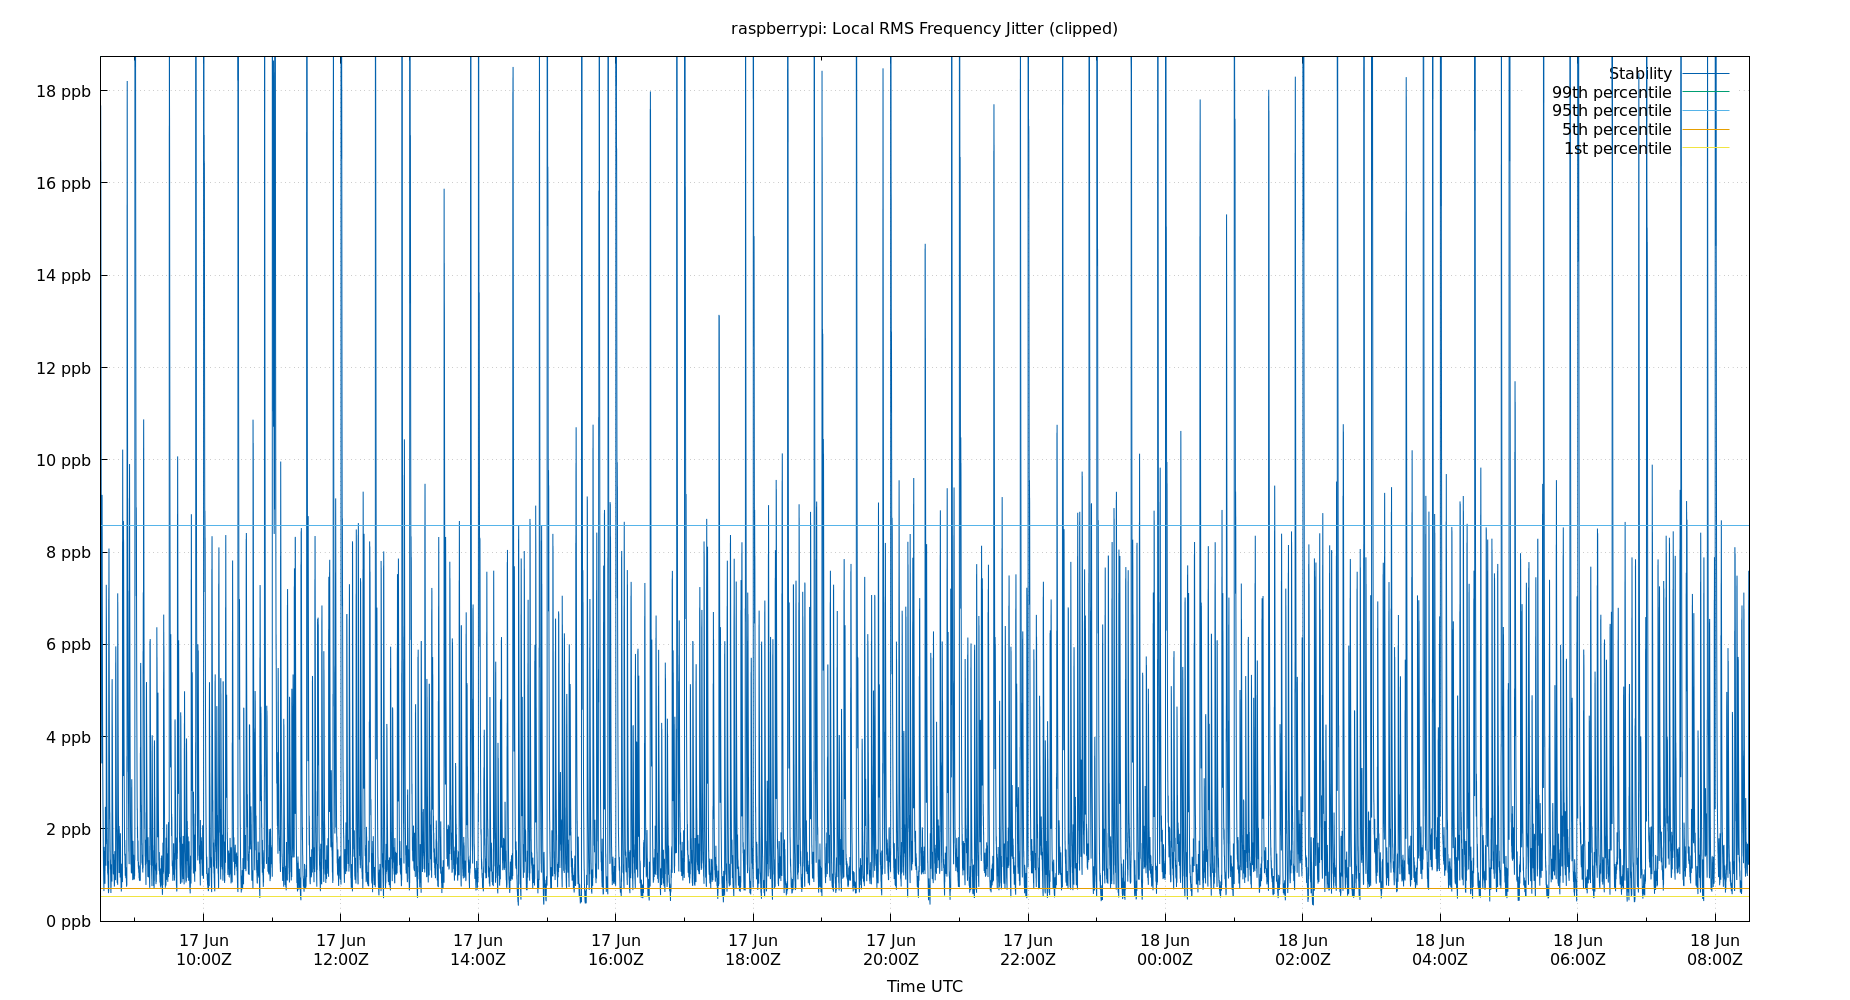 raspberrypi: Local RMS Frequency Jitter (clipped)
Stability
99th percentile
95th percentile
5th percentile
1st percentile
18 ppb
16 ppb
14 ppb
12 ppb
10 ppb
8 ppb
6 ppb
4 ppb
2 ppb
0 ppb
17 Jun 17 Jun 17 Jun 17 Jun 17 Jun 17 Jun 17 Jun 18 Jun 18 Jun 18 Jun 18 Jun 18 Jun
10:00Z 12:00Z 14:00Z 16:00Z 18:00Z 20:00Z 22:00Z 00:00Z 02:00Z 04:00Z 06:00Z 08:00Z
Time UTC